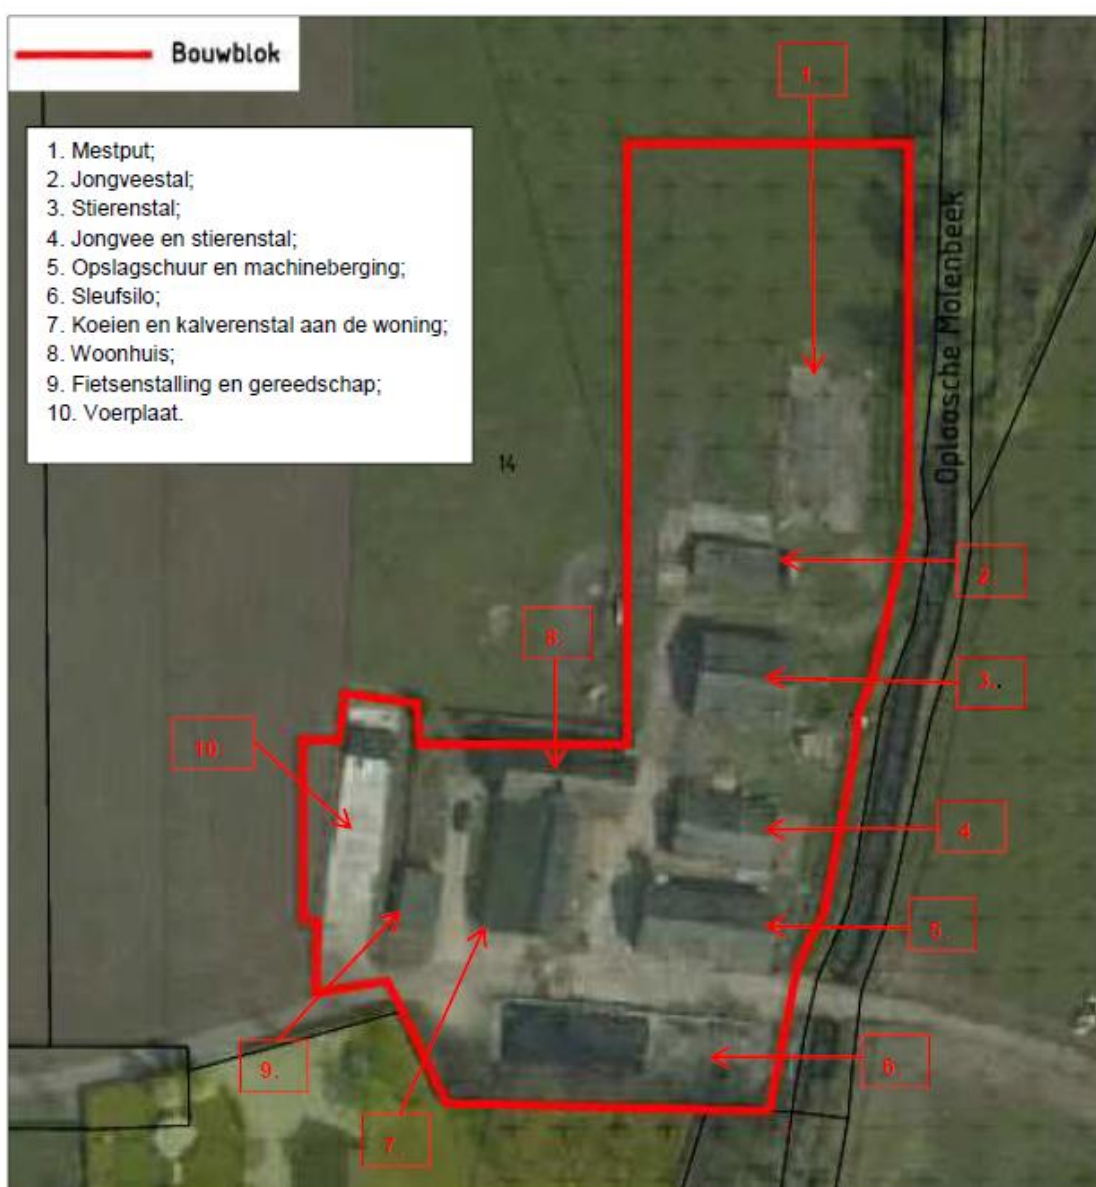 Bouwblok
1. Mestput;
2. Jongveestal;
3. Stierenstal;
4. Jongvee en stierenstal;
5. Opslagschuur en machineberging;
6. Sleufsilo;
7. Koeien en kalverenstal aan de woning;
8. Woonhuis;
9. Fietsenstalling en gereedschap;
10. Voerplaat.
1.
14
Oploosche Molenbeek
2.
8.
3.
10.
4.
5.
9.
6.
7.